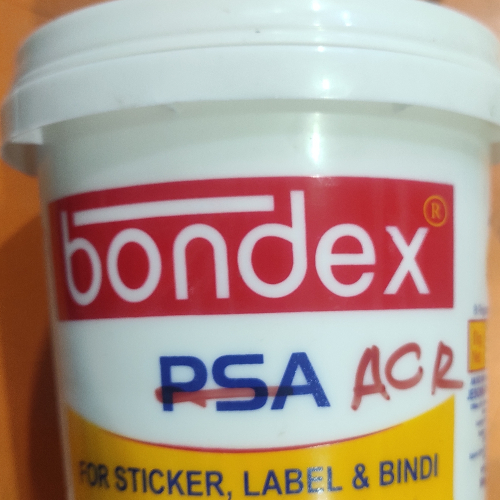 bondex ®
PSA ACR
FOR STICKER, LABEL & BINDI